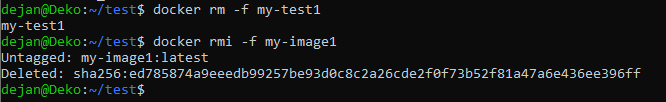 dejan@Deko:~/test$ docker rm -f my-test1
my-test1
dejan@Deko:~/test$ docker rmi -f my-image1
Untagged: my-image1:latest
Deleted: sha256:ed785874a9eeedb99257be93d0c8c2a26cde2f0f73b52f81a47a6e436ee396ff
dejan@Deko:~/test$